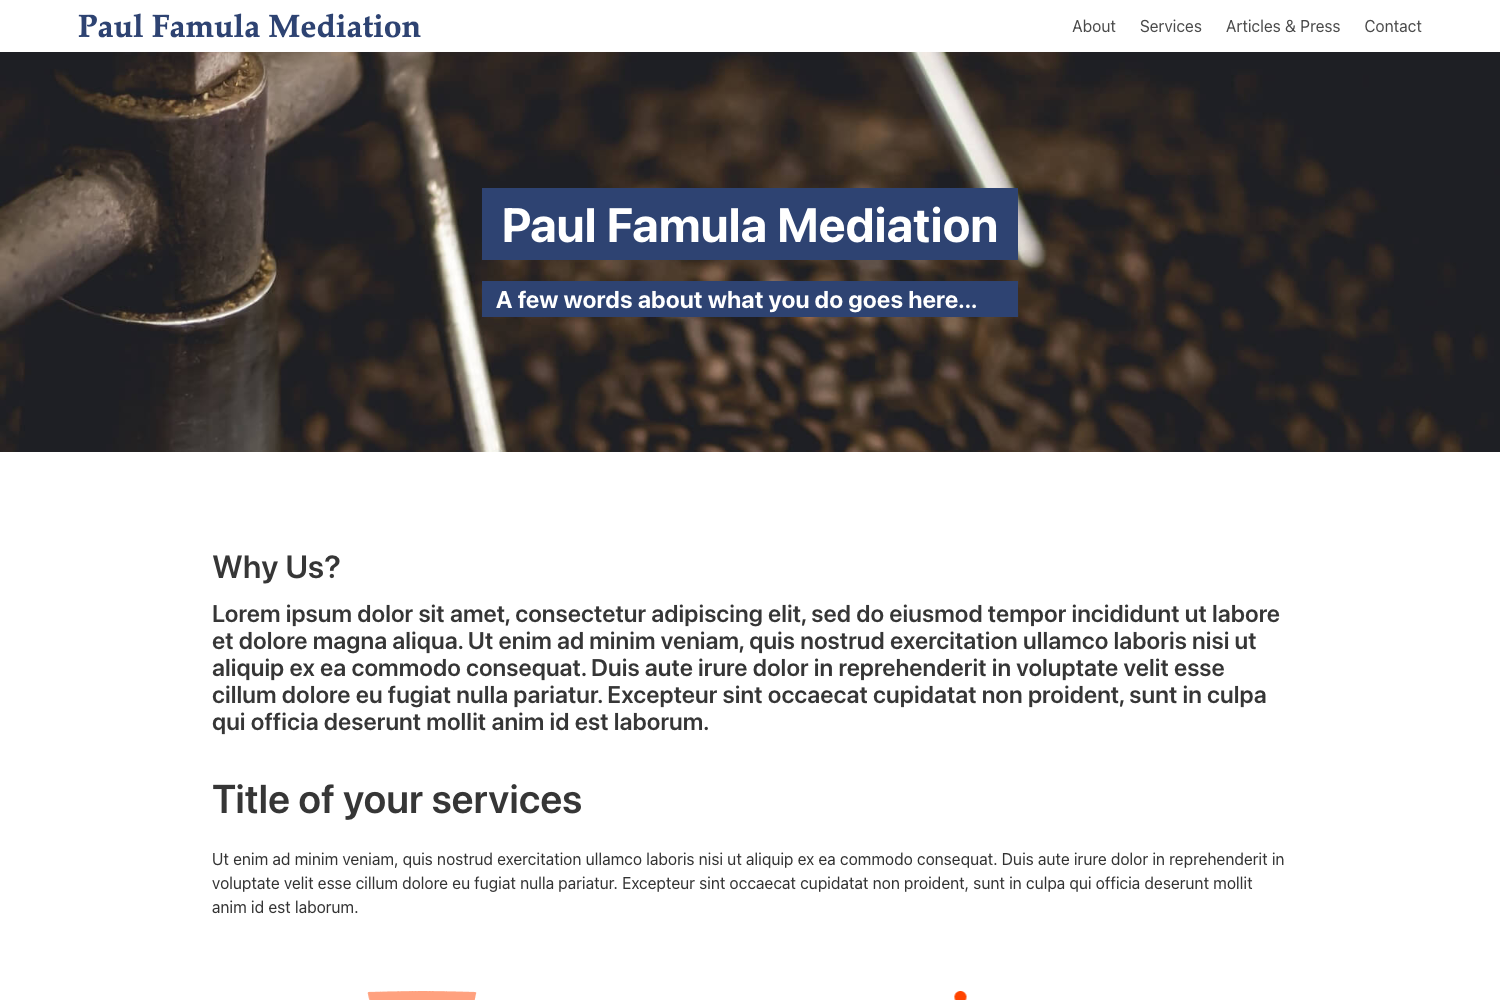 Paul Famula Mediation
About Services Articles & Press Contact
Paul Famula Mediation
A few words about what you do goes here...
Why Us?
Lorem ipsum dolor sit amet, consectetur adipiscing elit, sed do eiusmod tempor incididunt ut labore
et dolore magna aliqua. Ut enim ad minim veniam, quis nostrud exercitation ullamco laboris nisi ut
aliquip ex ea commodo consequat. Duis aute irure dolor in reprehenderit in voluptate velit esse
cillum dolore eu fugiat nulla pariatur. Excepteur sint occaecat cupidatat non proident, sunt in culpa
qui officia deserunt mollit anim id est laborum.
Title of your services
Ut enim ad minim veniam, quis nostrud exercitation ullamco laboris nisi ut aliquip ex ea commodo consequat. Duis aute irure dolor in reprehenderit in
voluptate velit esse cillum dolore eu fugiat nulla pariatur. Excepteur sint occaecat cupidatat non proident, sunt in culpa qui officia deserunt mollit
anim id est laborum.